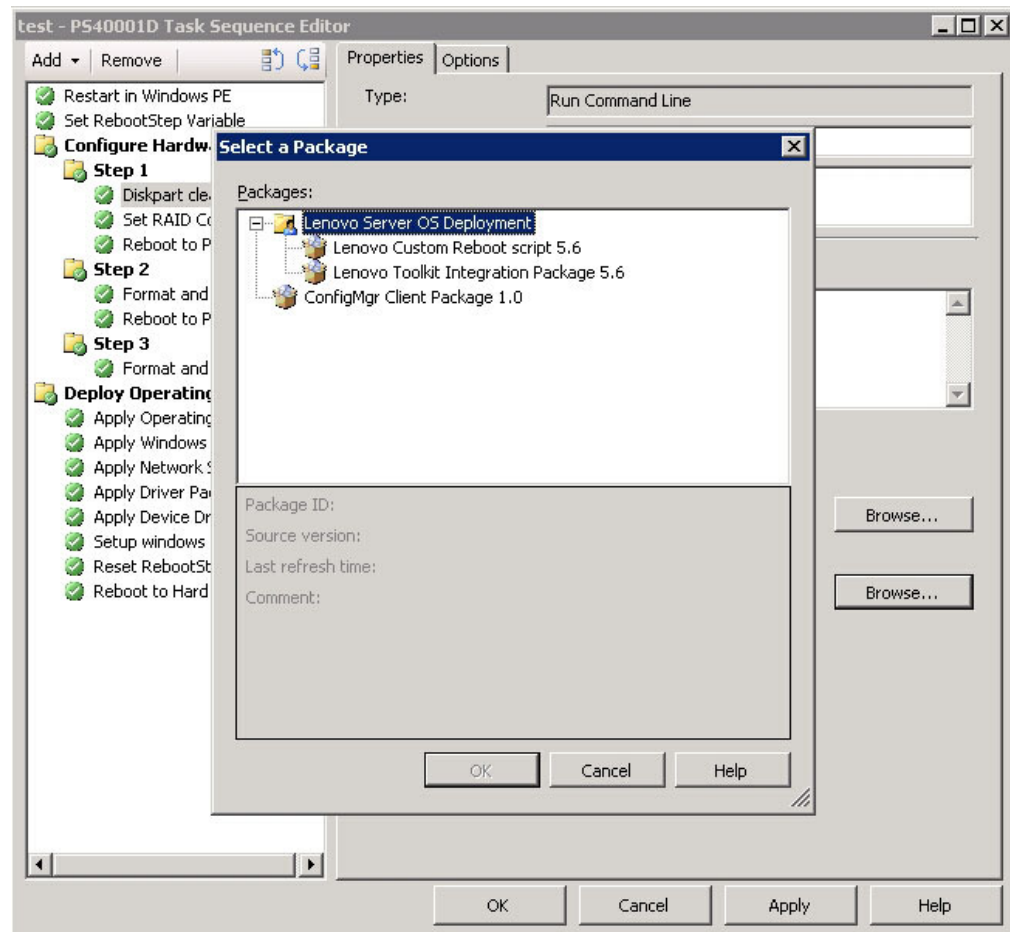 test - PS40001D Task Sequence Editor
Add Remove
Properties Options
Restart in Windows PE
Set RebootStep Variable
Configure Hardw
Step 1
Diskpart cle
Set RAID Co
Reboot to P
Step 2
Format and
Reboot to P
Step 3
Format and
Deploy Operating
Apply Operating
Apply Windows
Apply Network S
Apply Driver Pa
Apply Device Dr
Setup windows
Reset RebootSt
Reboot to Hard
Type: Run Command Line
Select a Package
Packages:
Lenovo Server OS Deployment
Lenovo Custom Reboot script 5.6
Lenovo Toolkit Integration Package 5.6
ConfigMgr Client Package 1.0
Package ID:
Source version:
Last refresh time:
Comment:
OK Cancel Help
Browse...
Browse...
OK Cancel Apply Help